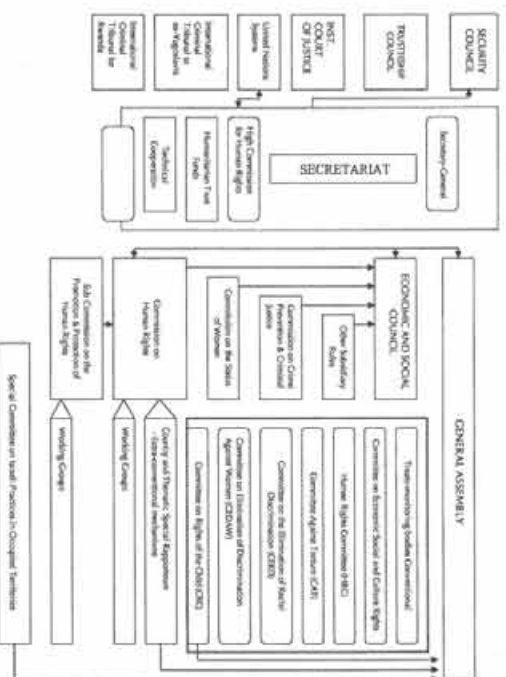 GENERAL ASSEMBLY
SECURITY
COUNCIL
TRUSTEESHIP
COUNCIL
INST.
COURT
OF JUSTICE
United Nations
Systems
International
Criminal
Tribunal
ex-Yugoslavia
International
Criminal
Tribunal for
Rwanda
Secretary-General
SECRETARIAT
High Commission
for Human Rights
Humanitarian Trust
Funds
Technical
Cooperation
ECONOMIC AND SOCIAL
COUNCIL
Other Subsidiary
Commission on Crime
Prevention & Criminal
Justice
Commission on the Status
of Women
Commission on
Human Rights
Sub Commission on the
Promotion & Protection of
Human Rights
Treaty-monitoring bodies Conventional
Committee on Economic Social and Culture Rights
Human Rights Committee (HRC)
Committee Against Torture (CAT)
Committee on the Elimination of Racial
Discrimination (CERD)
Committee on Elimination of Discrimination
Against Women (CEDAW)
Committee on Rights of the Child (CRC)
Country and Thematic Special Rapporteurs
- Extra-conventional mechanisms
Working Groups
Working Groups
Special Committee on Israeli Practices in Occupied Territories